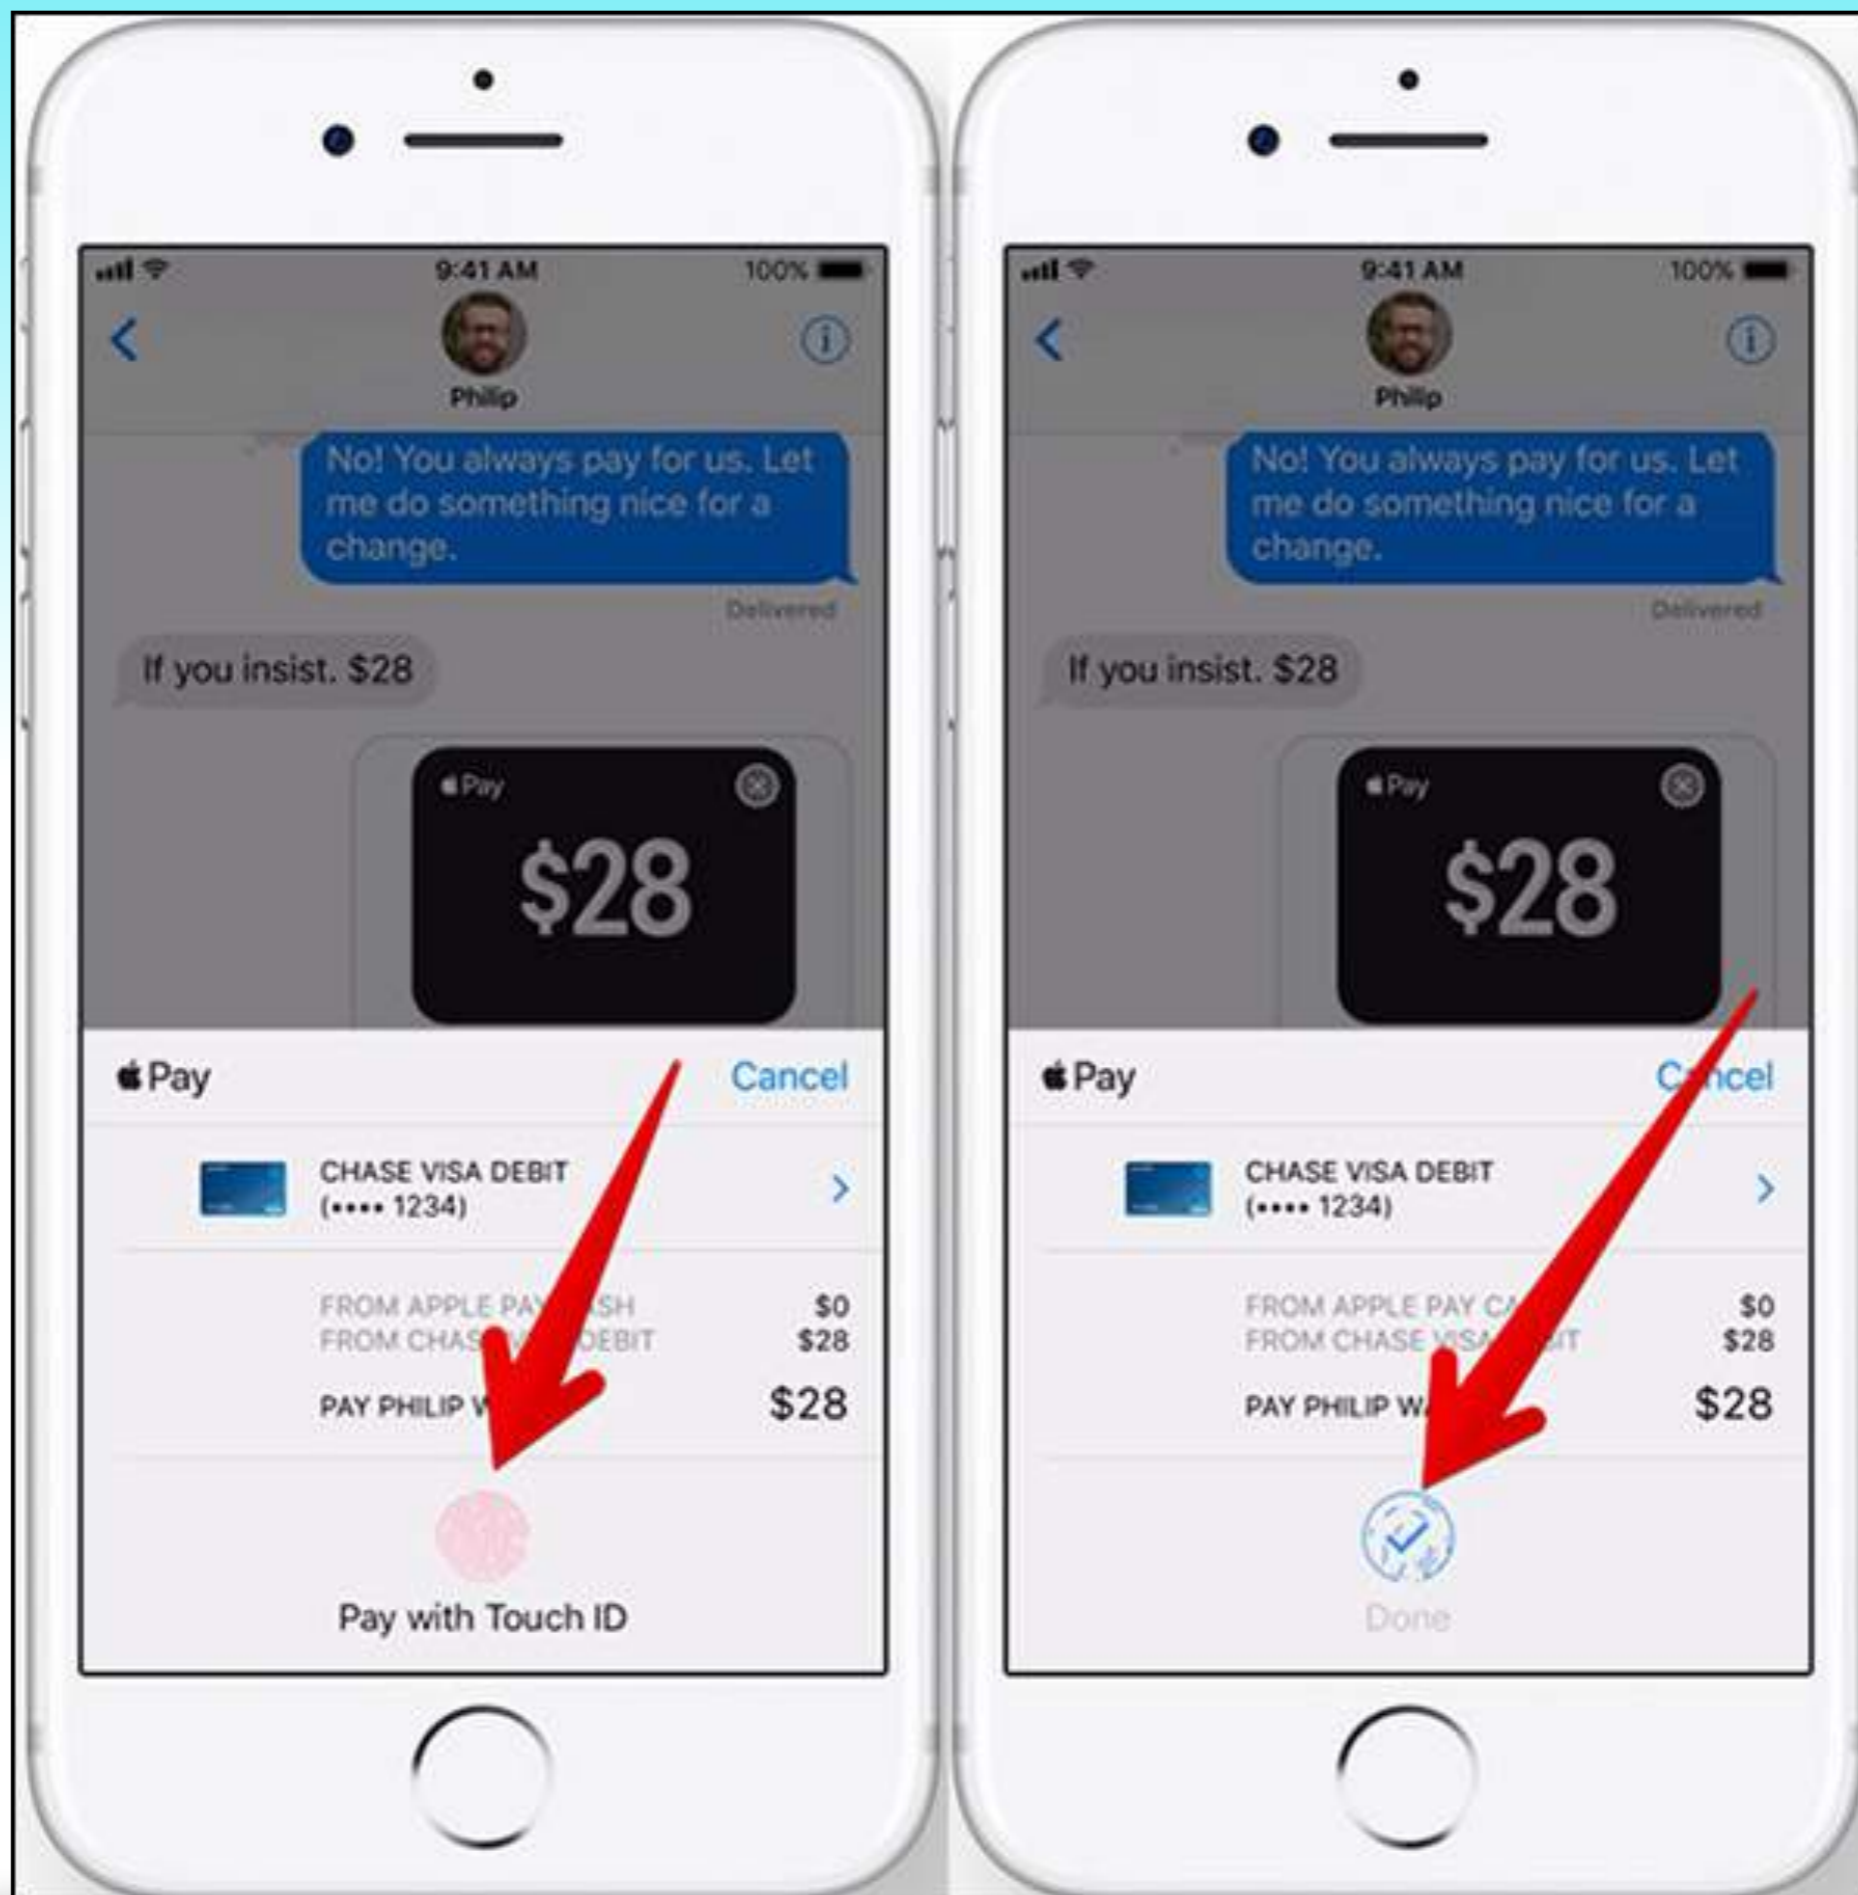 9:41 AM
100%
Philip
No! You always pay for us. Let
me do something nice for a
change.
Delivered
If you insist. $28
Pay
$28
Pay
Cancel
CHASE VISA DEBIT
(•••• 1234)
FROM APPLE PAY
$0
FROM DEBIT
$28
PAY PHILIP
$28
Pay with Touch ID
9:41 AM
100%
Philip
No! You always pay for us. Let
me do something nice for a
change.
Delivered
If you insist. $28
Pay
$28
Pay
Cancel
CHASE VISA DEBIT
(•••• 1234)
FROM APPLE PAY
$0
FROM CHASE VISA
$28
PAY PHILIP
$28
Done